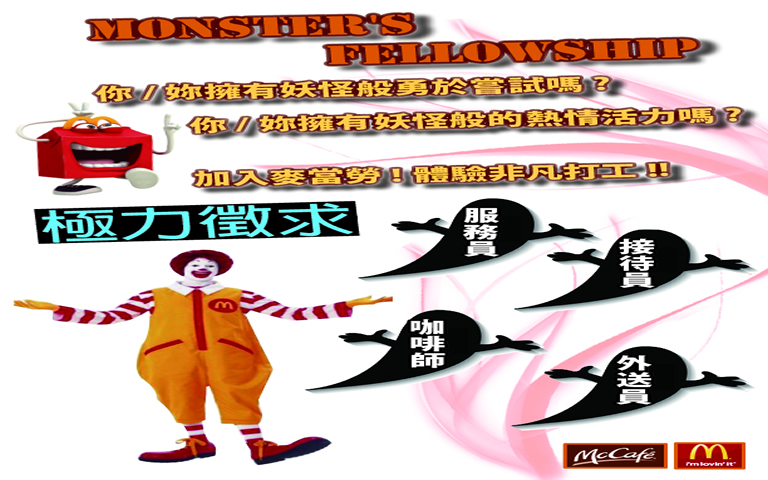 MONSTER'S
FELLOWSHIP
你/妳擁有妖怪般勇於嘗試嗎？
你/妳擁有妖怪般的熱情活力嗎？
加入麥當勞！體驗非凡打工!!
極力徵求
服務員
接待員
咖啡師
外送員
McCafé
M
i'm lovin' it